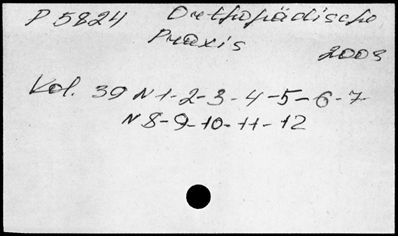 P 5824 Orthopädische
Praxis
2003
Vol. 39 N 1-2-3-4-5-6-7-
N 8-9-10-11-12